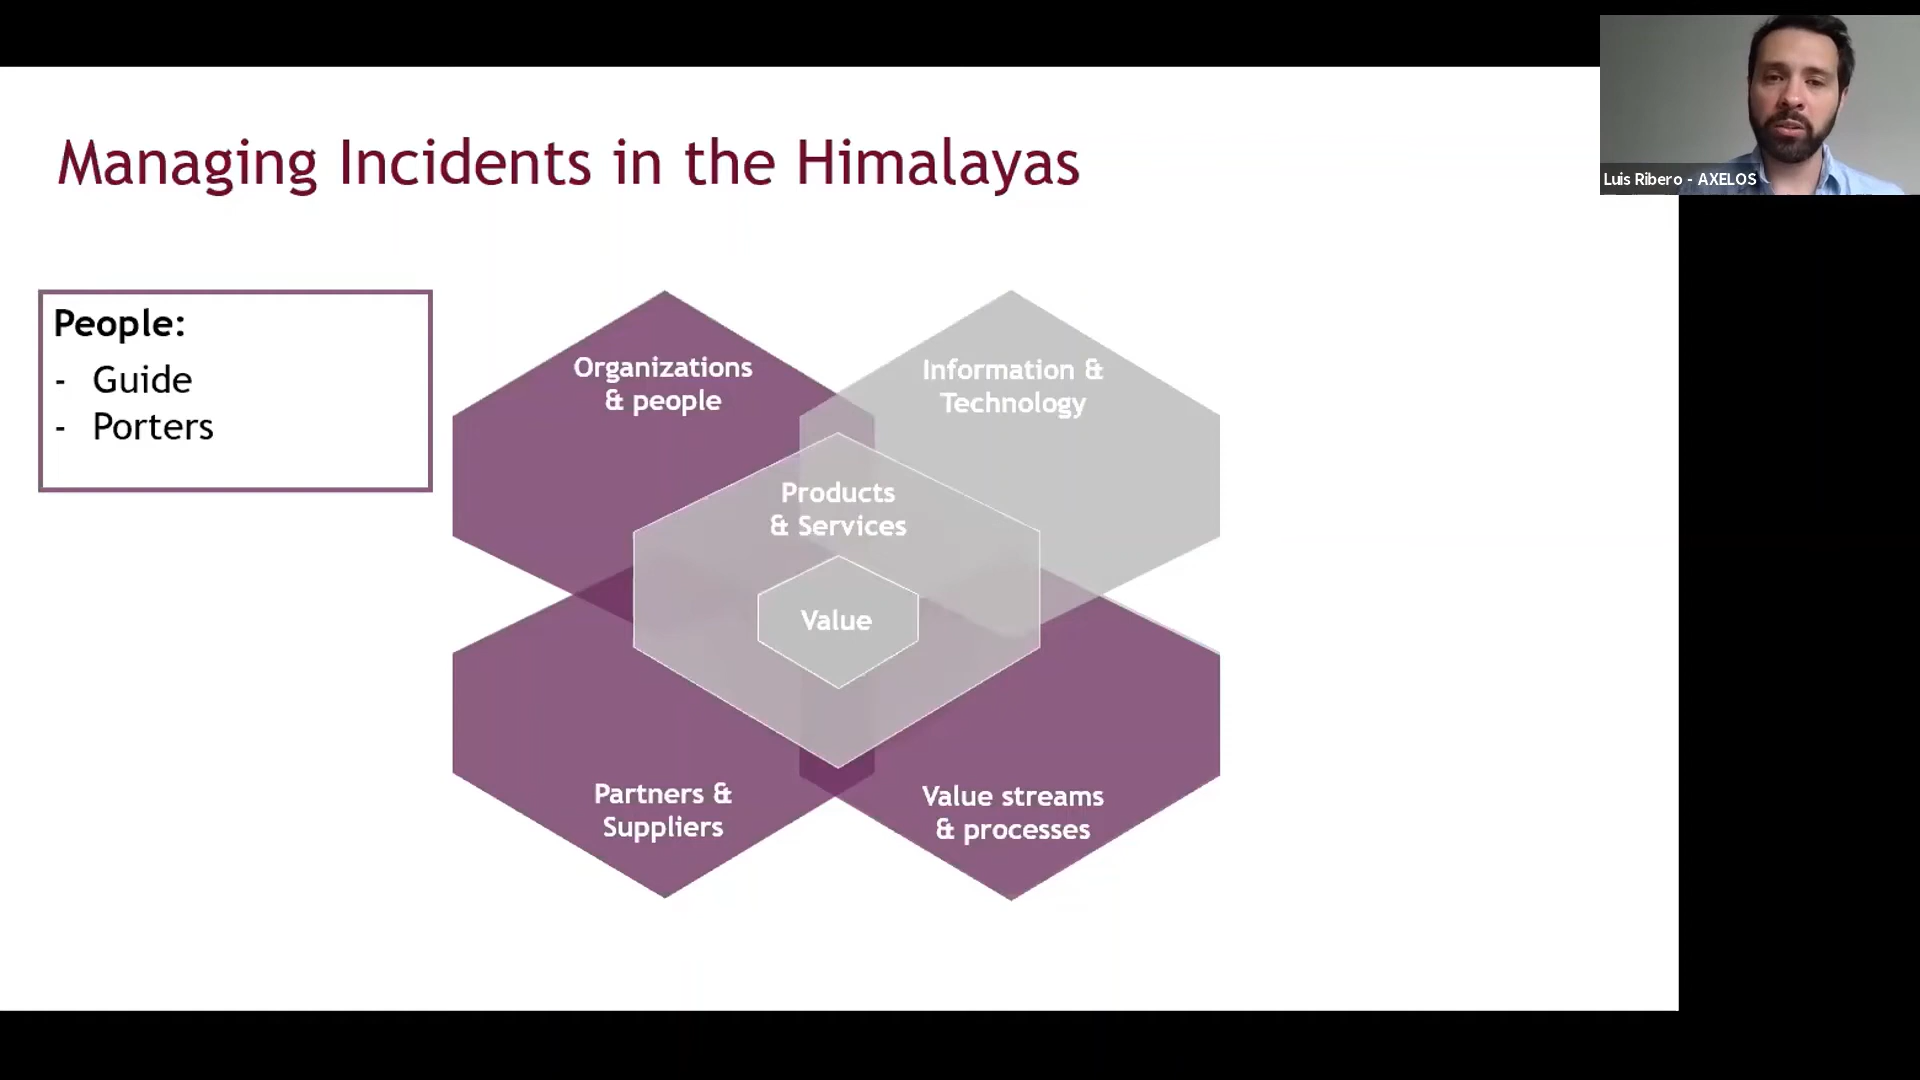 Managing Incidents in the Himalayas
Luis Ribero - AXELOS
People:
- Guide
- Porters
Organizations
& people
Information &
Technology
Products
& Services
Value
Partners &
Suppliers
Value streams
& processes